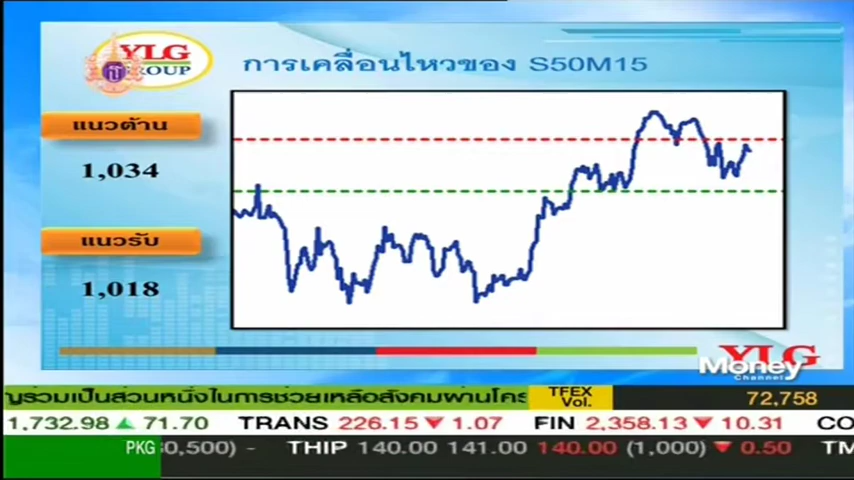 YLG
GROUP
การเคลื่อนไหวของ S50M15
แนวต้าน
1,034
แนวรับ
1,018
YLG
Money
Channel
รวมเป็นส่วนหนึ่งในการช่วยเหลือสังคมผ่านโคร
TFEX
Vol.
72,758
1,732.98 ▲ 71.70 TRANS 226.15 ▼ 1.07 FIN 2,358.13 ▼ 10.31 CO
PKG 0,500) - THIP 140.00 141.00 140.00 (1,000) ▼ 0.50 TM